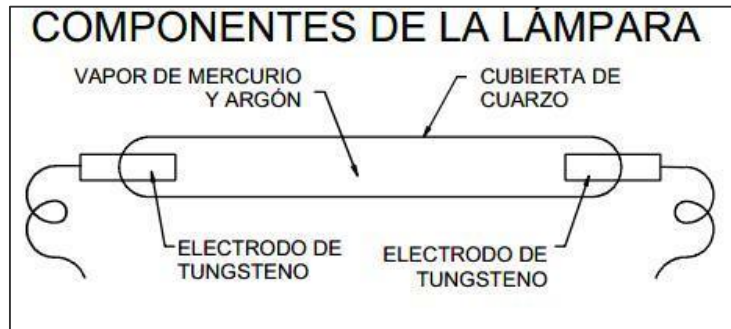 COMPONENTES DE LA LÁMPARA
VAPOR DE MERCURIO
Y ARGÓN
CUBIERTA DE
CUARZO
ELECTRODO DE
TUNGSTENO
ELECTRODO DE
TUNGSTENO